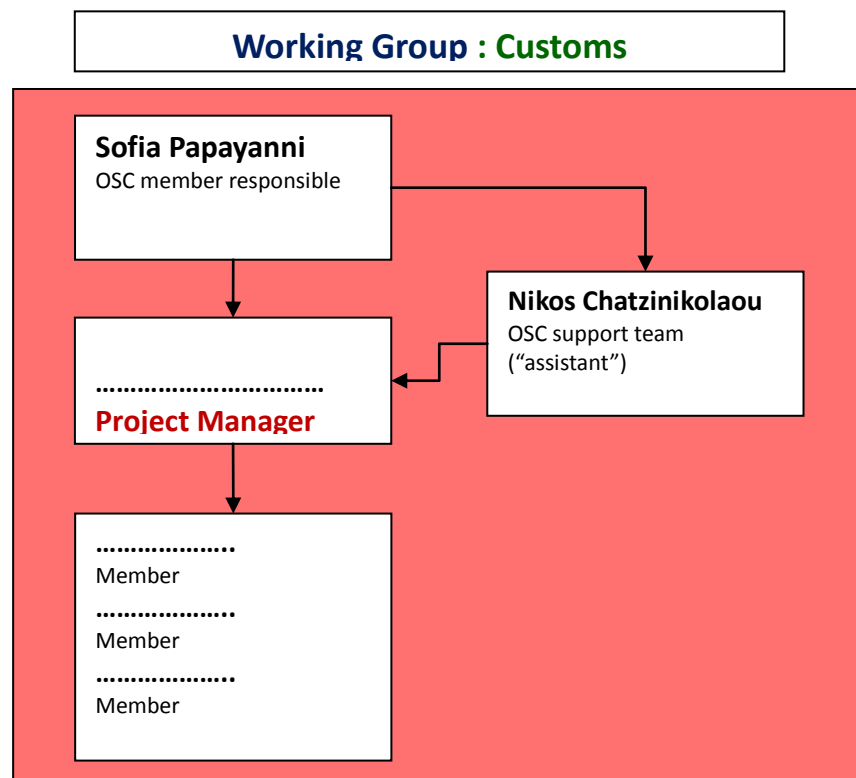 Working Group : Customs
Sofia Papayanni
OSC member responsible
Nikos Chatzinikolaou
OSC support team
(“assistant”)
……………………………
Project Manager
………………..
Member
………………..
Member
………………..
Member